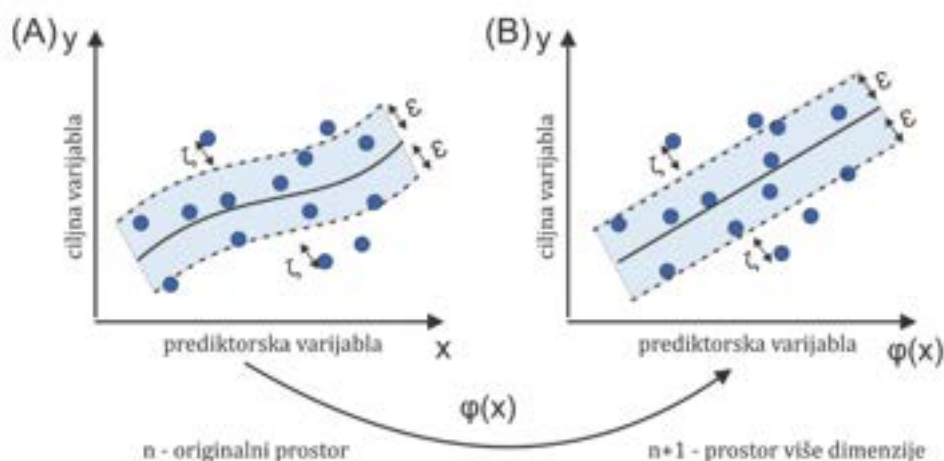 (A)
y
ciljna varijabla
ζ
ε
ε
ζ
prediktorska varijabla
x
(B)
y
ciljna varijabla
ζ
ε
ε
ζ
prediktorska varijabla
φ(x)
φ(x)
n - originalni prostor
n+1 - prostor više dimenzije